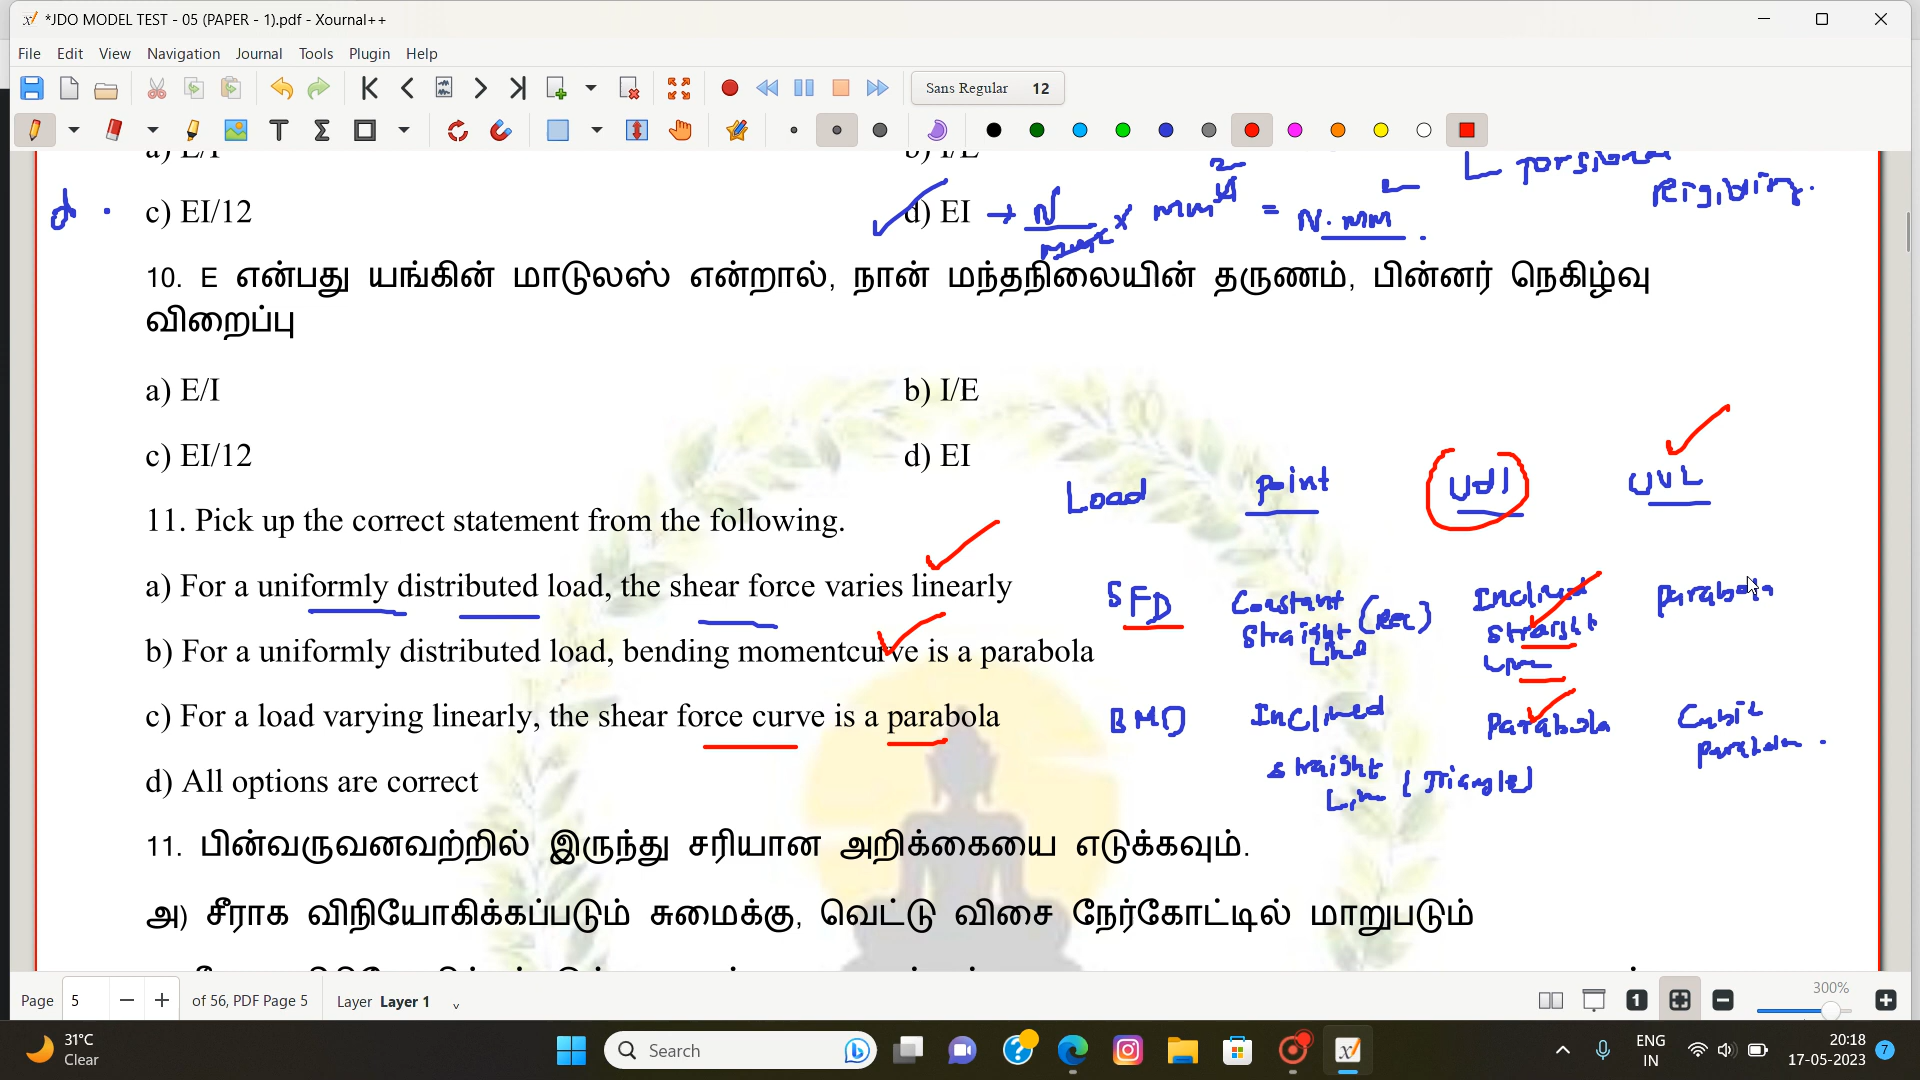 *JDO MODEL TEST - 05 (PAPER - 1).pdf - Xournal++
File Edit View Navigation Journal Tools Plugin Help
Sans Regular 12
a) E/I b) I/E
Torsional
Rigidity.
d. c) EI/12 d) EI → N/mm² × mm⁴ = N.mm²
10. E என்பது யங்கின் மாடுலஸ் என்றால், நான் மந்தநிலையின் தருணம், பின்னர் நெகிழ்வு
விறைப்பு
a) E/I b) I/E
c) EI/12 d) EI
Load Point Udl UVL
11. Pick up the correct statement from the following.
a) For a uniformly distributed load, the shear force varies linearly
SFD Constant Straight Line (Rec) Inclined Straight Line Parabola
b) For a uniformly distributed load, bending momentcurve is a parabola
c) For a load varying linearly, the shear force curve is a parabola
BMD Inclined Straight Line (Triangle) Parabola Cubic Parabola.
d) All options are correct
11. பின்வருவனவற்றில் இருந்து சரியான அறிக்கையை எடுக்கவும்.
அ) சீராக விநியோகிக்கப்படும் சுமைக்கு, வெட்டு விசை நேர்கோட்டில் மாறுபடும்
Page 5 of 56, PDF Page 5 Layer Layer 1 300%
31°C
Clear
Search
ENG
IN
20:18
17-05-2023
7